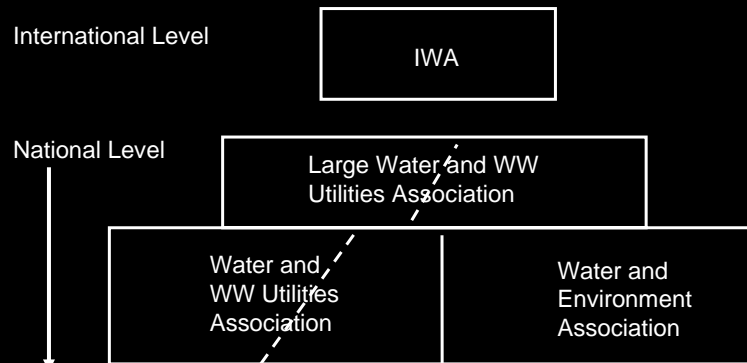 International Level
IWA
National Level
Large Water and WW
Utilities Association
Water and
WW Utilities
Association
Water and
Environment
Association